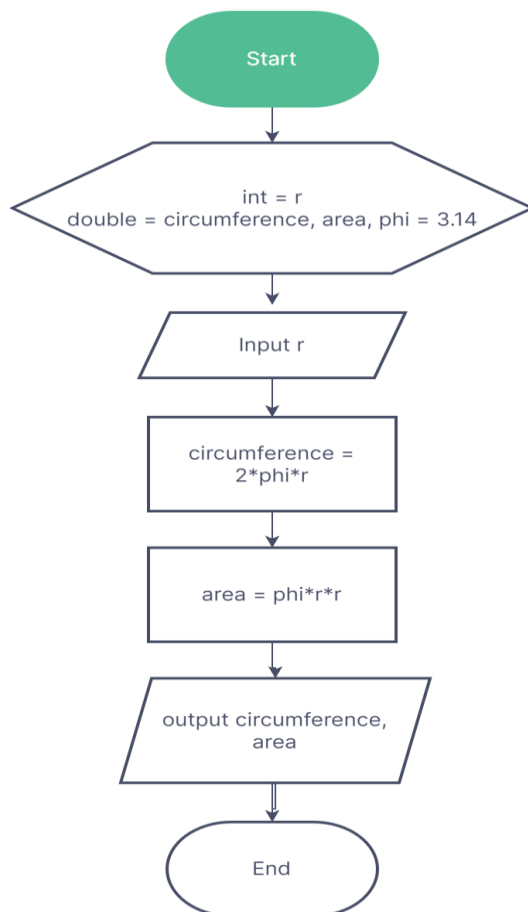 Start
int = r
double = circumference, area, phi = 3.14
Input r
circumference =
2*phi*r
area = phi*r*r
output circumference,
area
End